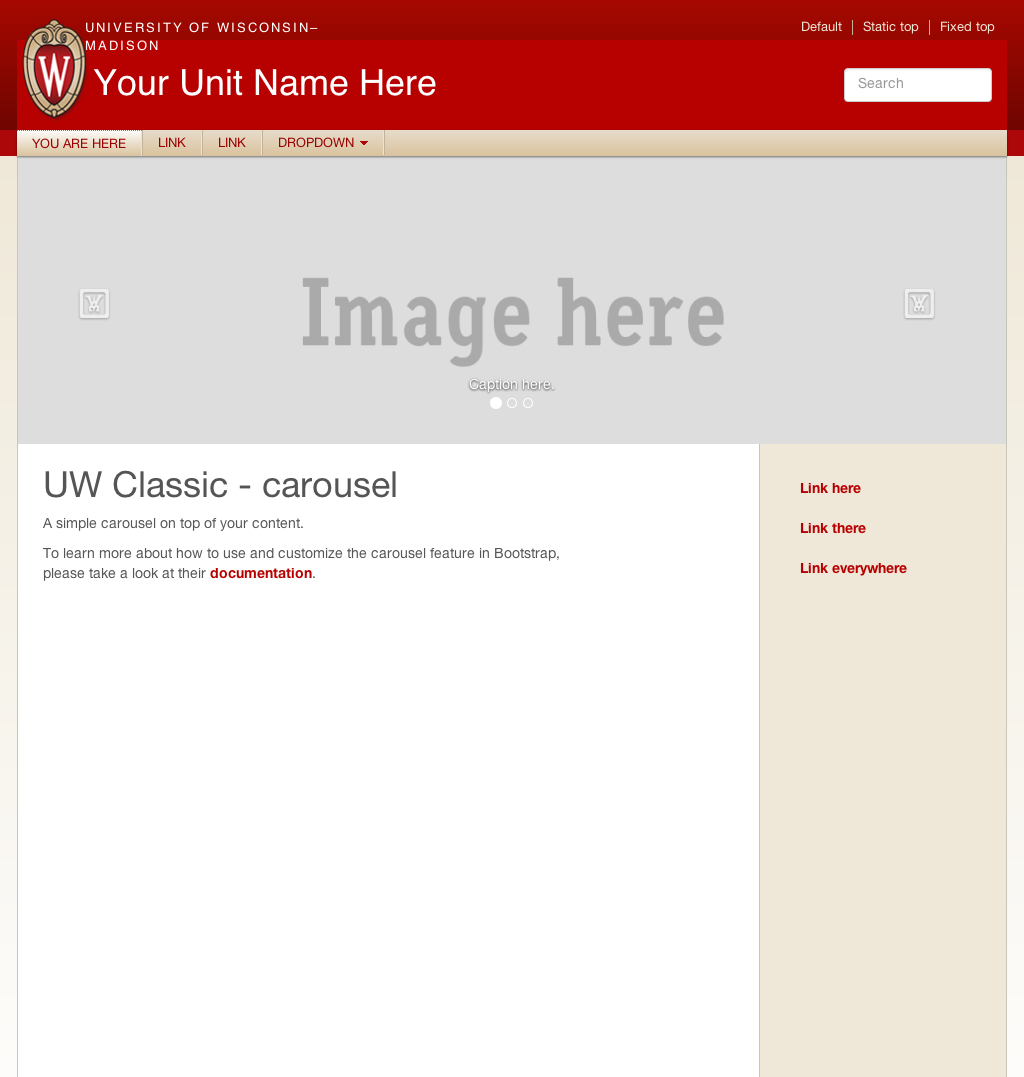 UNIVERSITY OF WISCONSIN–
MADISON
Default
Static top
Fixed top
W
Your Unit Name Here
Search
YOU ARE HERE
LINK
LINK
DROPDOWN
Image here
Caption here.
UW Classic - carousel
A simple carousel on top of your content.
To learn more about how to use and customize the carousel feature in Bootstrap,
please take a look at their documentation.
Link here
Link there
Link everywhere